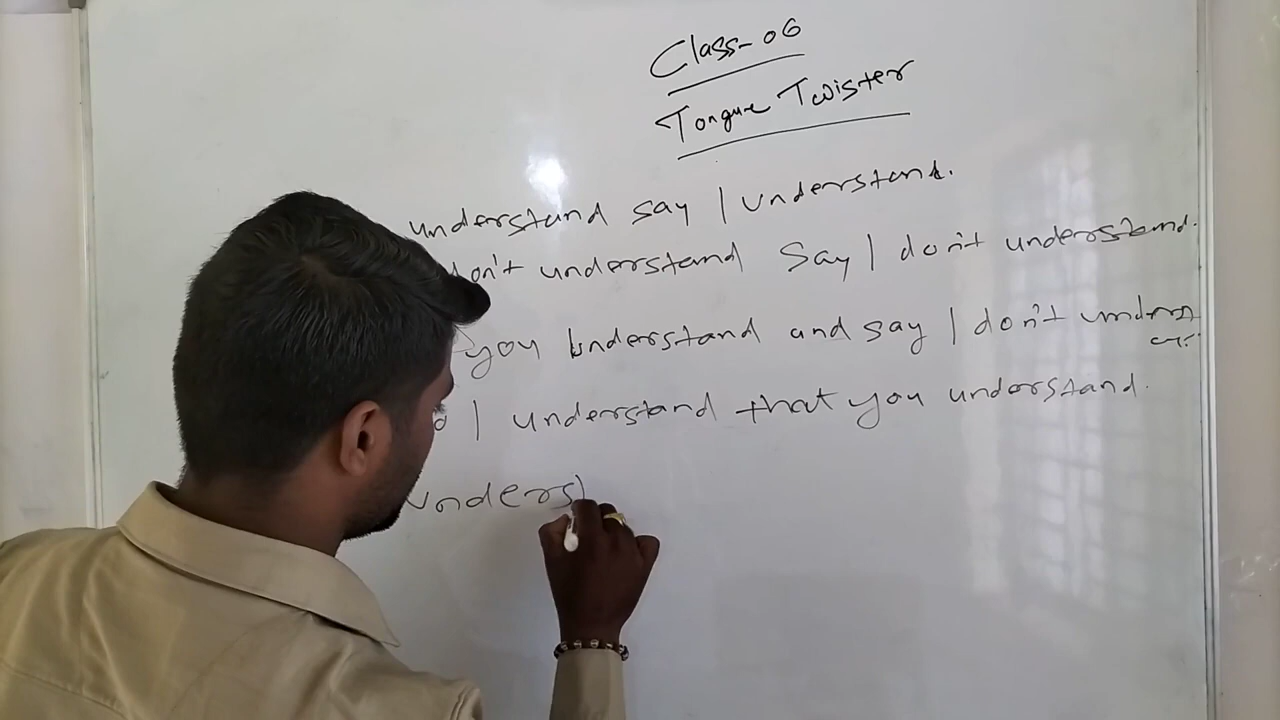 Class-06
Tongue Twister
understand say I understand.
don't understand Say I don't understand.
you understand and say I don't underst
I understand that you understand.
unders